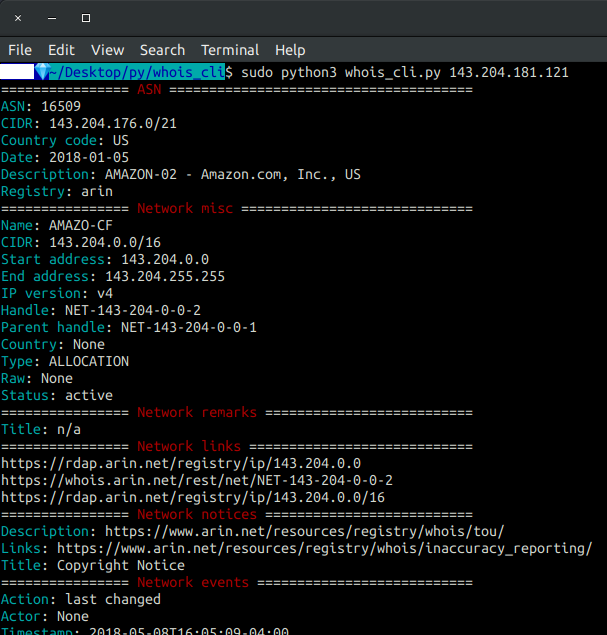 File Edit View Search Terminal Help
~/Desktop/py/whois_cli$ sudo python3 whois_cli.py 143.204.181.121
================ ASN ======================================
ASN: 16509
CIDR: 143.204.176.0/21
Country code: US
Date: 2018-01-05
Description: AMAZON-02 - Amazon.com, Inc., US
Registry: arin
================ Network misc =============================
Name: AMAZO-CF
CIDR: 143.204.0.0/16
Start address: 143.204.0.0
End address: 143.204.255.255
IP version: v4
Handle: NET-143-204-0-0-2
Parent handle: NET-143-204-0-0-1
Country: None
Type: ALLOCATION
Raw: None
Status: active
================ Network remarks ==========================
Title: n/a
================ Network links ============================
https://rdap.arin.net/registry/ip/143.204.0.0
https://whois.arin.net/rest/net/NET-143-204-0-0-2
https://rdap.arin.net/registry/ip/143.204.0.0/16
================ Network notices ==========================
Description: https://www.arin.net/resources/registry/whois/tou/
Links: https://www.arin.net/resources/registry/whois/inaccuracy_reporting/
Title: Copyright Notice
================ Network events ===========================
Action: last changed
Actor: None
Timestamp: 2018-05-08T16:05:09-04:00